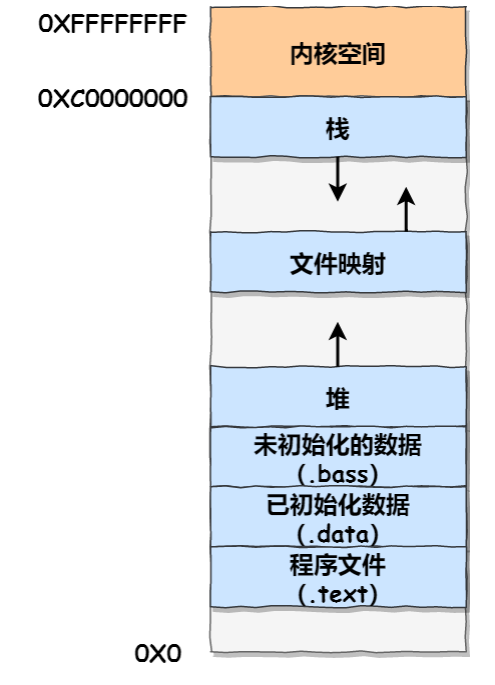 0XFFFFFFFF
内核空间
0XC0000000
栈
文件映射
堆
未初始化的数据
(.bass)
已初始化数据
(.data)
程序文件
(.text)
0X0